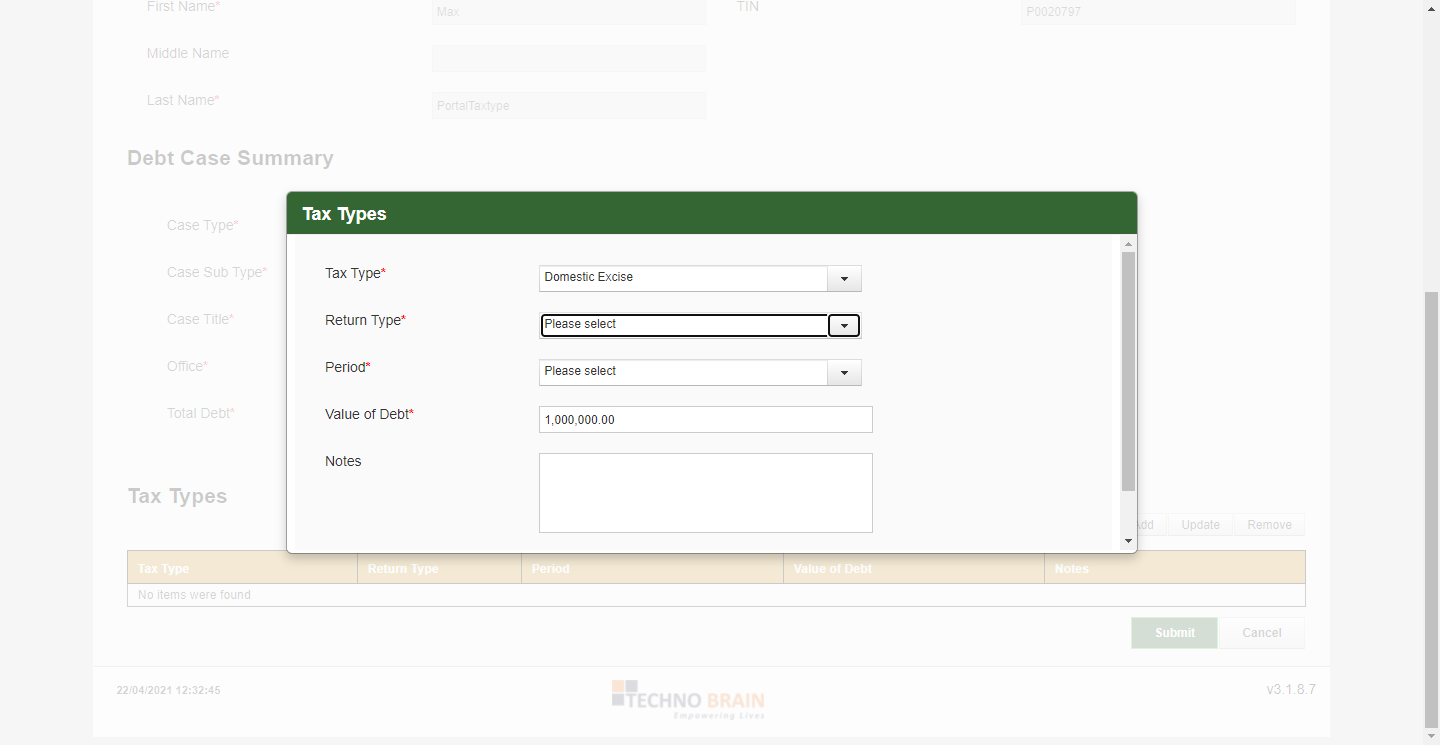 First Name* Max TIN P0020797
Middle Name
Last Name* PortalTaxtype
Debt Case Summary
Tax Types
Case Type*
Case Sub Type*
Case Title*
Office*
Total Debt*
Tax Type* Domestic Excise
Return Type* Please select
Period* Please select
Value of Debt* 1,000,000.00
Notes
Tax Types
Update Remove
Tax Type Return Type Period Value of Debt Notes
No items were found
Submit Cancel
22/04/2021 12:32:45 TECHNO BRAIN v3.1.8.7
Empowering Lives